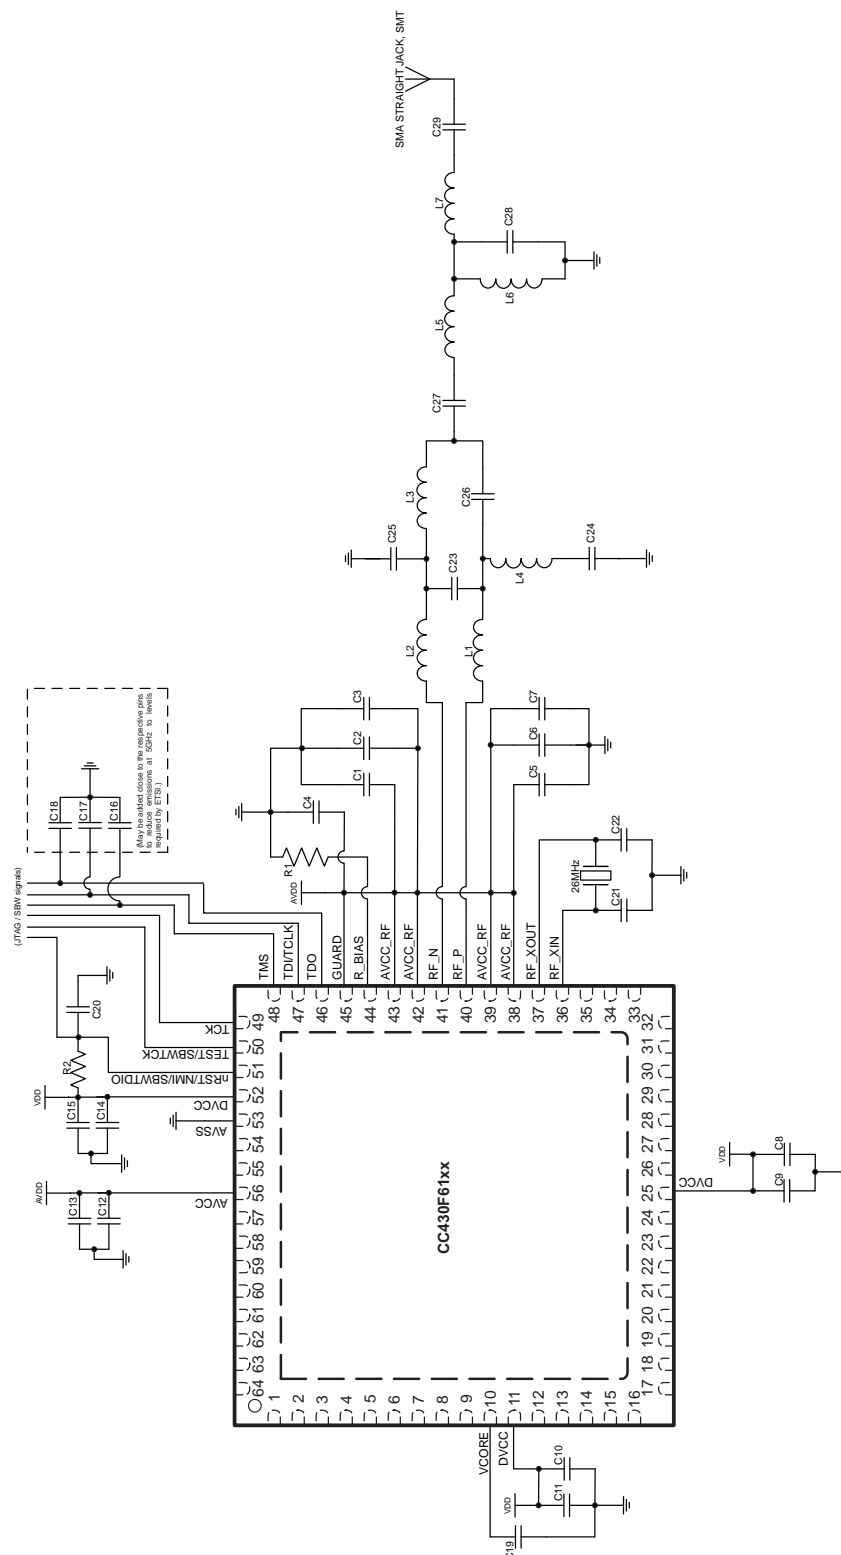 SMA STRAIGHT JACK, SMT
C29
L7
C28
L6
L5
C27
L3
C26
C25
C23
L4
C24
L2
L1
C3
C2
C1
C4
R1
AVDD
C7
C6
C5
C22
26MHz
C21
C18
C17
C16
(May be added close to the respective pins
to reduce emissions at 5GHz to levels
required by ETSI.)
(JTAG / SBW signals)
TMS
TDI/TCLK
TDO
GUARD
R_BIAS
AVCC_RF
AVCC_RF
RF_N
RF_P
AVCC_RF
AVCC_RF
RF_XOUT
RF_XIN
48
47
46
45
44
43
42
41
40
39
38
37
36
35
34
33
C20
R2
VDD
C15
C14
AVDD
C13
C12
TCK
TEST/SBWTCK
nRST/NMI/SBWTDIO
DVCC
AVSS
AVCC
49
50
51
52
53
54
55
56
57
58
59
60
61
62
63
64
CC430F61xx
32
31
30
29
28
27
26
25
24
23
22
21
20
19
18
17
DVCC
VDD
C8
C9
1
2
3
4
5
6
7
8
9
10
11
12
13
14
15
16
VCORE
DVCC
VDD
C10
C11
C19